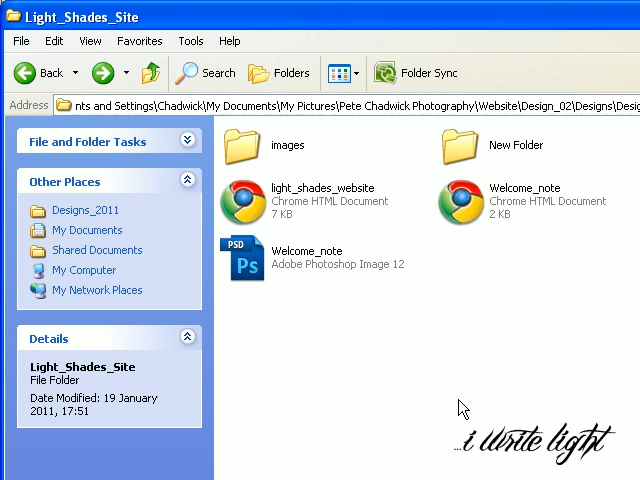 Light_Shades_Site
File Edit View Favorites Tools Help
Back Search Folders Folder Sync
Address nts and Settings\Chadwick\My Documents\My Pictures\Pete Chadwick Photography\Website\Design_02\Designs\Desig
File and Folder Tasks
Other Places
Designs_2011
My Documents
Shared Documents
My Computer
My Network Places
Details
Light_Shades_Site
File Folder
Date Modified: 19 January
2011, 17:51
images
New Folder
light_shades_website
Chrome HTML Document
7 KB
Welcome_note
Chrome HTML Document
2 KB
PSD
Ps
Welcome_note
Adobe Photoshop Image 12
...i write light